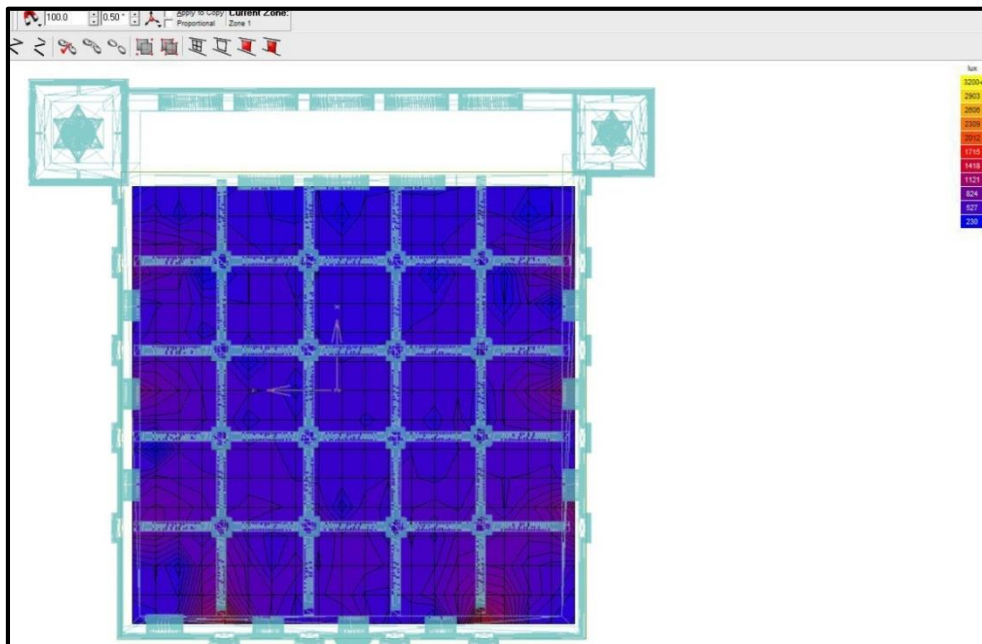 100.0
0.50 °
Apply to Copy
Current Zone:
Proportional
Zone 1
lux
3200+
2903
2606
2309
2012
1715
1418
1121
824
527
230